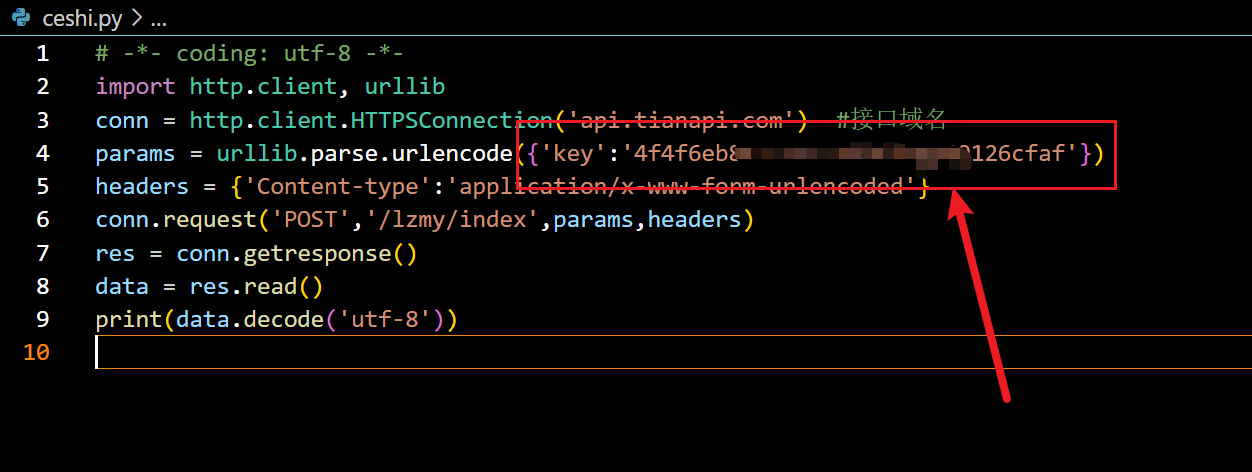 ceshi.py > ...
1 # -*- coding: utf-8 -*-
2 import http.client, urllib
3 conn = http.client.HTTPSConnection('api.tianapi.com') #接口域名
4 params = urllib.parse.urlencode({'key':'4f4f6eb8 0126cfaf'})
5 headers = {'Content-type':'application/x-www-form-urlencoded'}
6 conn.request('POST','/lzmy/index',params,headers)
7 res = conn.getresponse()
8 data = res.read()
9 print(data.decode('utf-8'))
10